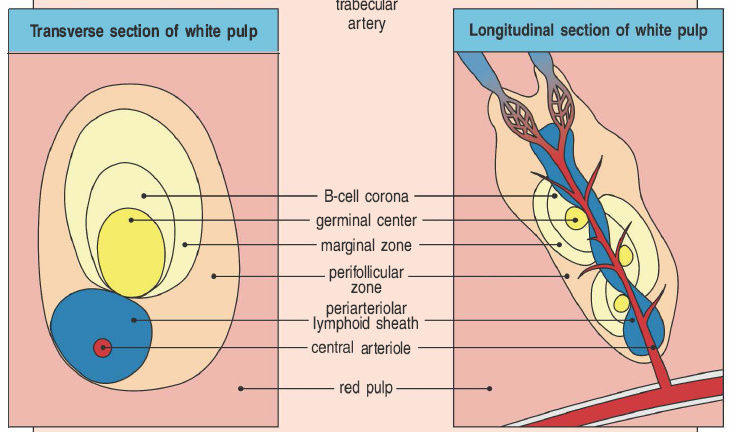 trabecular
artery
Transverse section of white pulp
Longitudinal section of white pulp
B-cell corona
germinal center
marginal zone
perifollicular
zone
periarteriolar
lymphoid sheath
central arteriole
red pulp